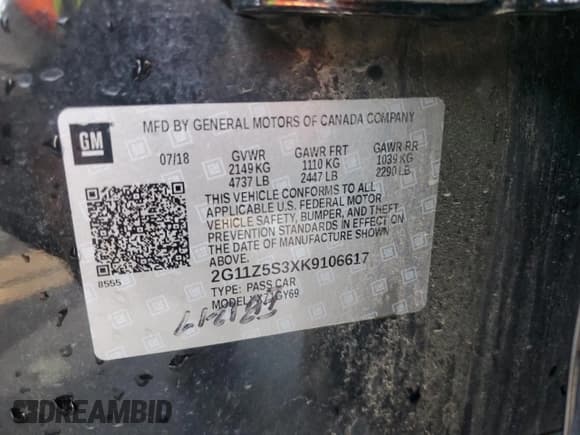 GM
MFD BY GENERAL MOTORS OF CANADA COMPANY
07/18 GVWR GAWR FRT GAWR RR
2149 KG 1110 KG 1039 KG
4737 LB 2447 LB 2290 LB
THIS VEHICLE CONFORMS TO ALL
APPLICABLE U.S. FEDERAL MOTOR
VEHICLE SAFETY, BUMPER, AND THEFT
PREVENTION STANDARDS IN EFFECT ON
THE DATE OF MANUFACTURE SHOWN
ABOVE.
8555
2G11Z5S3XK9106617
TYPE: PASS CAR
MODEL: GY69
DREAMBID